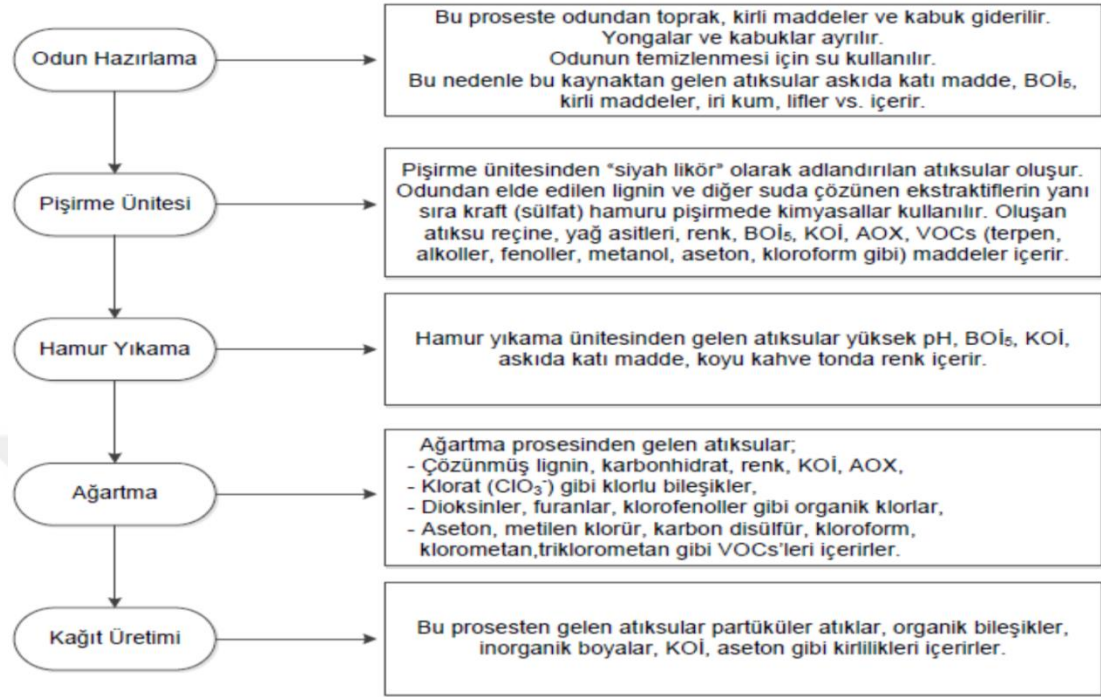 Odun Hazırlama
Bu proseste odundan toprak, kirli maddeler ve kabuk giderilir.
Yongalar ve kabuklar ayrılır.
Odunun temizlenmesi için su kullanılır.
Bu nedenle bu kaynaktan gelen atıksular askıda katı madde, BOİ₅,
kirli maddeler, iri kum, lifler vs. içerir.
Pişirme Ünitesi
Pişirme ünitesinden "siyah likör" olarak adlandırılan atıksular oluşur.
Odundan elde edilen lignin ve diğer suda çözünen ekstraktiflerin yanı
sıra kraft (sülfat) hamuru pişirmede kimyasallar kullanılır. Oluşan
atıksu reçine, yağ asitleri, renk, BOİ₅, KOİ, AOX, VOCs (terpen,
alkoller, fenoller, metanol, aseton, kloroform gibi) maddeler içerir.
Hamur Yıkama
Hamur yıkama ünitesinden gelen atıksular yüksek pH, BOİ₅, KOİ,
askıda katı madde, koyu kahve tonda renk içerir.
Ağartma
Ağartma prosesinden gelen atıksular;
- Çözünmüş lignin, karbonhidrat, renk, KOİ, AOX,
- Klorat (ClO₃⁻) gibi klorlu bileşikler,
- Dioksinler, furanlar, klorofenoller gibi organik klorlar,
- Aseton, metilen klorür, karbon disülfür, kloroform,
klorometan,triklorometan gibi VOCs'leri içerirler.
Kağıt Üretimi
Bu prosesten gelen atıksular partüküler atıklar, organik bileşikler,
inorganik boyalar, KOİ, aseton gibi kirlilikleri içerirler.